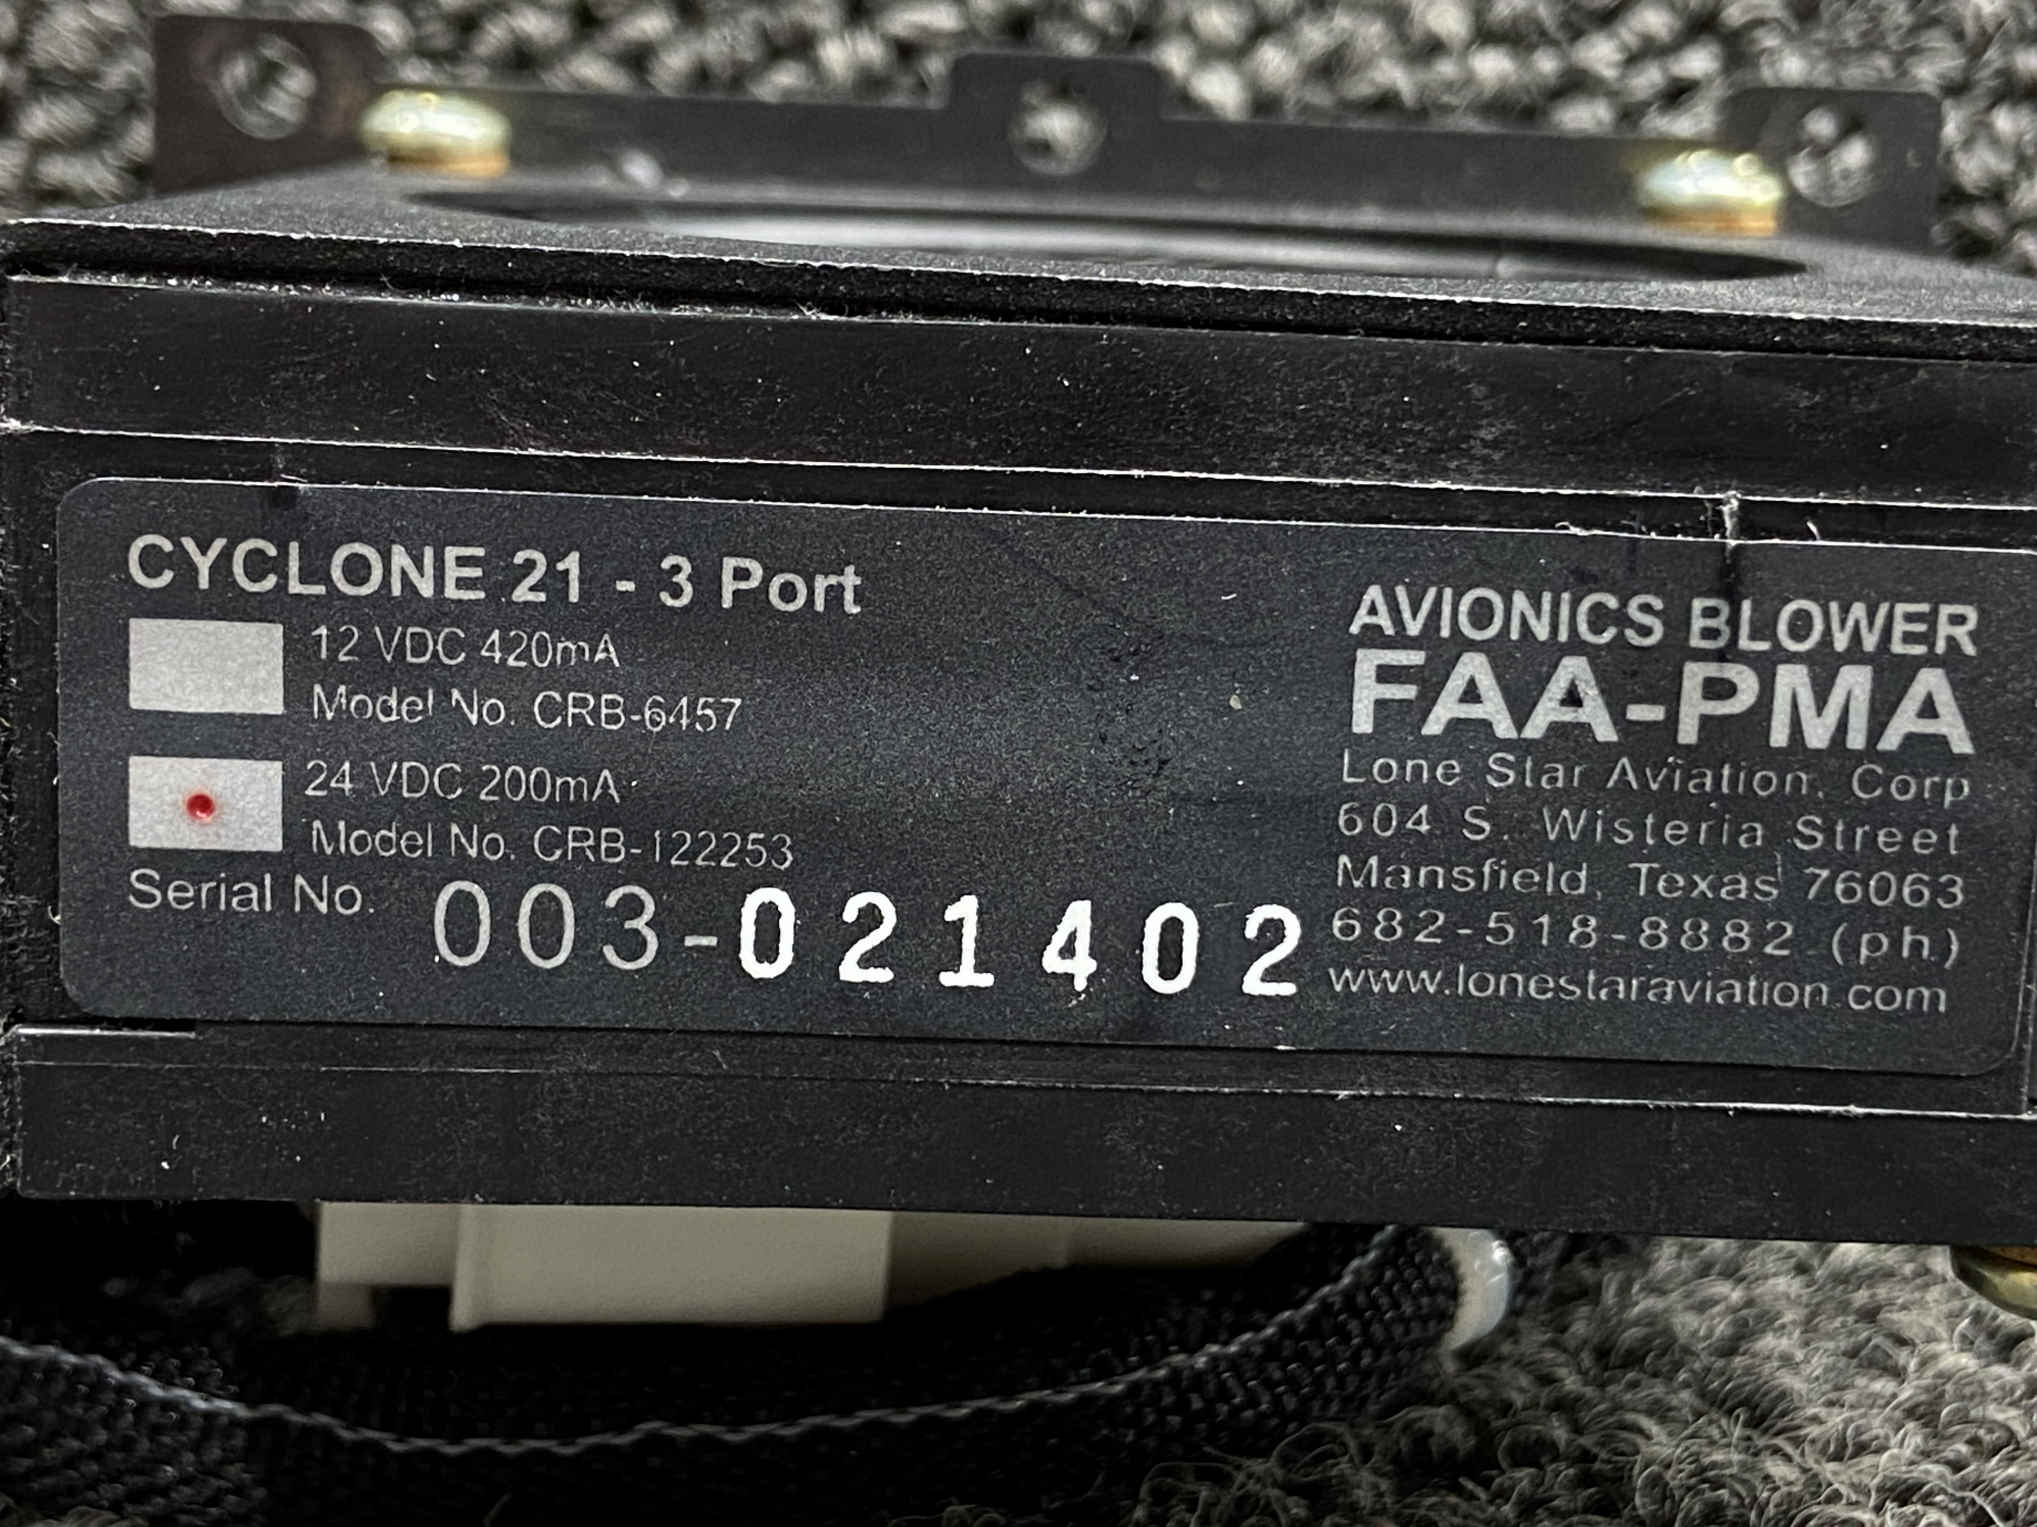 CYCLONE 21 - 3 Port
12 VDC 420mA
Model No. CRB-6457
24 VDC 200mA
Model No. CRB-122253
Serial No. 003-021402
AVIONICS BLOWER
FAA-PMA
Lone Star Aviation, Corp
604 S. Wisteria Street
Mansfield, Texas 76063
682-518-8882 (ph.)
www.lonestaraviation.com